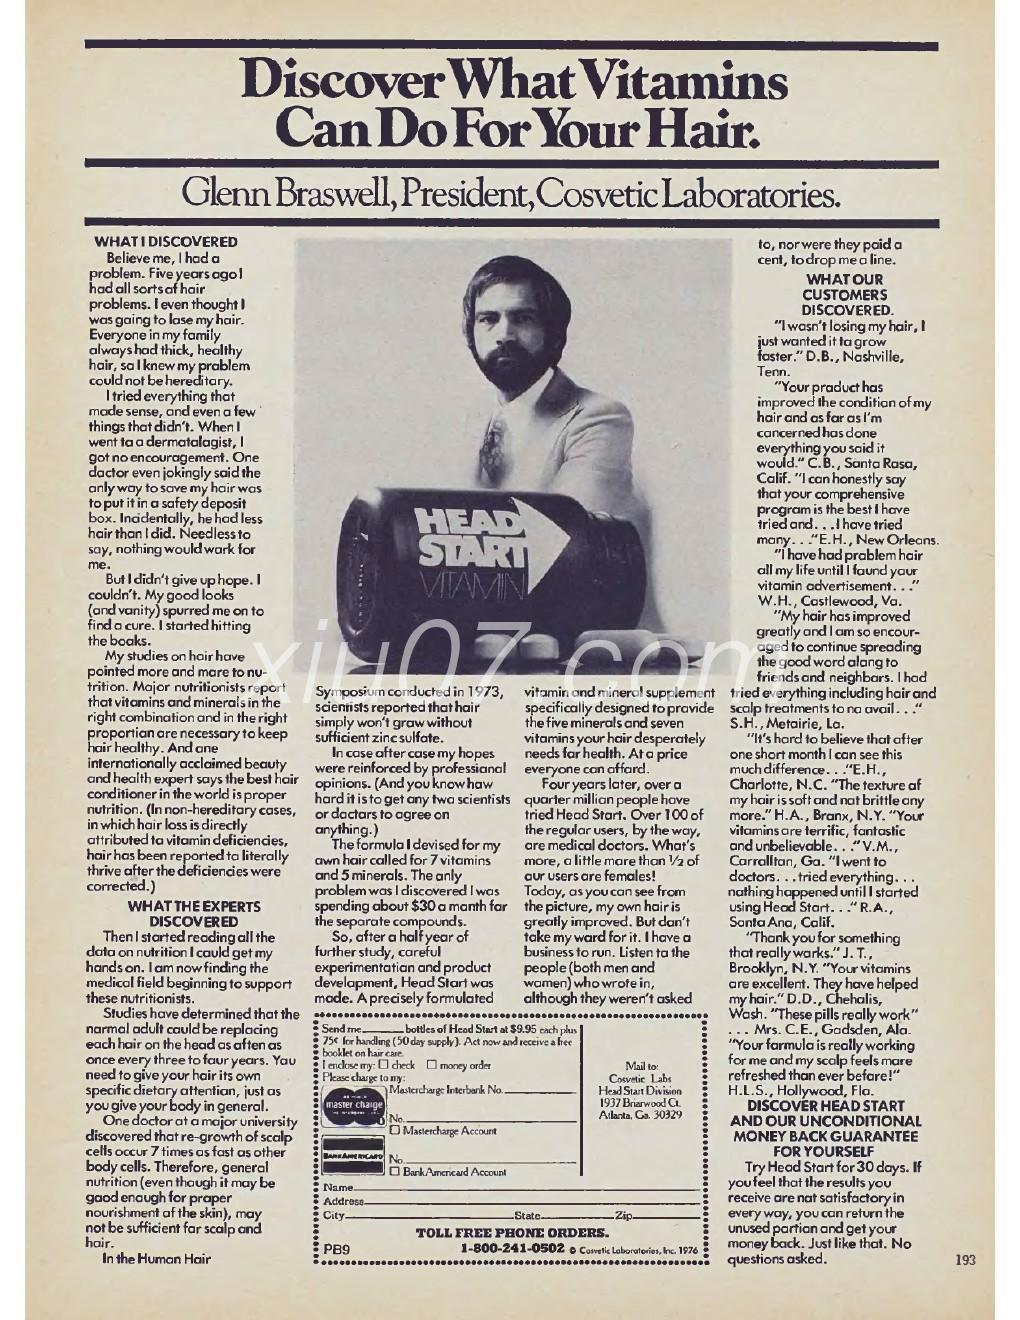 Discover What Vitamins
Can Do For Your Hair.
Glenn Braswell, President, Cosvetic Laboratories.
WHAT I DISCOVERED
Believe me, I had a
problem. Five years ago I
had all sorts of hair
problems. I even thought I
was going to lose my hair.
Everyone in my family
always had thick, healthy
hair, so I knew my problem
could not be hereditary.
I tried everything that
made sense, and even a few
things that didn't. When I
went to a dermatologist, I
got no encouragement. One
doctor even jokingly said the
only way to save my hair was
to put it in a safety deposit
box. Incidentally, he had less
hair than I did. Needless to
say, nothing would work for
me.
But I didn't give up hope. I
couldn't. My good looks
(and vanity) spurred me on to
find a cure. I started hitting
the books.
My studies on hair have
pointed more and more to nu-
trition. Major nutritionists report
that vitamins and minerals in the
right combination and in the right
proportion are necessary to keep
hair healthy. And one
internationally acclaimed beauty
and health expert says the best hair
conditioner in the world is proper
nutrition. (In non-hereditary cases,
in which hair loss is directly
attributed to vitamin deficiencies,
hair has been reported to literally
thrive after the deficiencies were
corrected.)
WHAT THE EXPERTS
DISCOVERED
Then I started reading all the
data on nutrition I could get my
hands on. I am now finding the
medical field beginning to support
these nutritionists.
Studies have determined that the
normal adult could be replacing
each hair on the head as often as
once every three to four years. You
need to give your hair its own
specific dietary attention, just as
you give your body in general.
One doctor at a major university
discovered that re-growth of scalp
cells occur 7 times as fast as other
body cells. Therefore, general
nutrition (even though it may be
good enough for proper
nourishment of the skin), may
not be sufficient for scalp and
hair.
In the Human Hair
HEAD
START
VITAMIN
xiu07.com
Symposium conducted in 1973,
scientists reported that hair
simply won't grow without
sufficient zinc sulfate.
In case after case my hopes
were reinforced by professional
opinions. (And you know how
hard it is to get any two scientists
or doctors to agree on
anything.)
The formula I devised for my
own hair called for 7 vitamins
and 5 minerals. The only
problem was I discovered I was
spending about $30 a month for
the separate compounds.
So, after a half year of
further study, careful
experimentation and product
development, Head Start was
made. A precisely formulated
vitamin and mineral supplement
specifically designed to provide
the five minerals and seven
vitamins your hair desperately
needs for health. At a price
everyone can afford.
Four years later, over a
quarter million people have
tried Head Start. Over 100 of
the regular users, by the way,
are medical doctors. What's
more, a little more than ½ of
our users are females!
Today, as you can see from
the picture, my own hair is
greatly improved. But don't
take my word for it. I have a
business to run. Listen to the
people (both men and
women) who wrote in,
although they weren't asked
to, nor were they paid a
cent, to drop me a line.
WHAT OUR
CUSTOMERS
DISCOVERED.
"I wasn't losing my hair, I
just wanted it to grow
faster." D.B., Nashville,
Tenn.
"Your product has
improved the condition of my
hair and as far as I'm
concerned has done
everything you said it
would." C.B., Santa Rosa,
Calif. "I can honestly say
that your comprehensive
program is the best I have
tried and. . .I have tried
many. . ." E.H., New Orleans.
"I have had problem hair
all my life until I found your
vitamin advertisement. . ."
W.H., Castlewood, Va.
"My hair has improved
greatly and I am so encour-
aged to continue spreading
the good word along to
friends and neighbors. I had
tried everything including hair and
scalp treatments to no avail. . ."
S.H., Metairie, La.
"It's hard to believe that after
one short month I can see this
much difference. . ." E.H.,
Charlotte, N.C. "The texture of
my hair is soft and not brittle any
more." H.A., Bronx, N.Y. "Your
vitamins are terrific, fantastic
and unbelievable. . ." V.M.,
Carrollton, Ga. "I went to
doctors. . .tried everything. . .
nothing happened until I started
using Head Start. . ." R.A.,
Santa Ana, Calif.
"Thank you for something
that really works." J. T.,
Brooklyn, N.Y. "Your vitamins
are excellent. They have helped
my hair." D.D., Chehalis,
Wash. "These pills really work"
. . . Mrs. C.E., Gadsden, Ala.
"Your formula is really working
for me and my scalp feels more
refreshed than ever before!"
H.L.S., Hollywood, Fla.
DISCOVER HEAD START
AND OUR UNCONDITIONAL
MONEY BACK GUARANTEE
FOR YOURSELF
Try Head Start for 30 days. If
you feel that the results you
receive are not satisfactory in
every way, you can return the
unused portion and get your
money back. Just like that. No
questions asked.
Send me bottles of Head Start at $9.95 each plus
75¢ for handling (50 day supply). Act now and receive a free
booklet on hair care.
I enclose my: ☐ check ☐ money order
Please charge to my:
Mastercharge Interbank No.
master charge
No.
☐ Mastercharge Account
BANKAMERICARD
No.
☐ BankAmericard Account
Mail to:
Cosvetic Labs
Head Start Division
1937 Briarwood Ct.
Atlanta, Ga. 30329
Name
Address
City State Zip
TOLL FREE PHONE ORDERS.
PB9 1-800-241-0502 © Cosvetic Laboratories, Inc. 1976
193